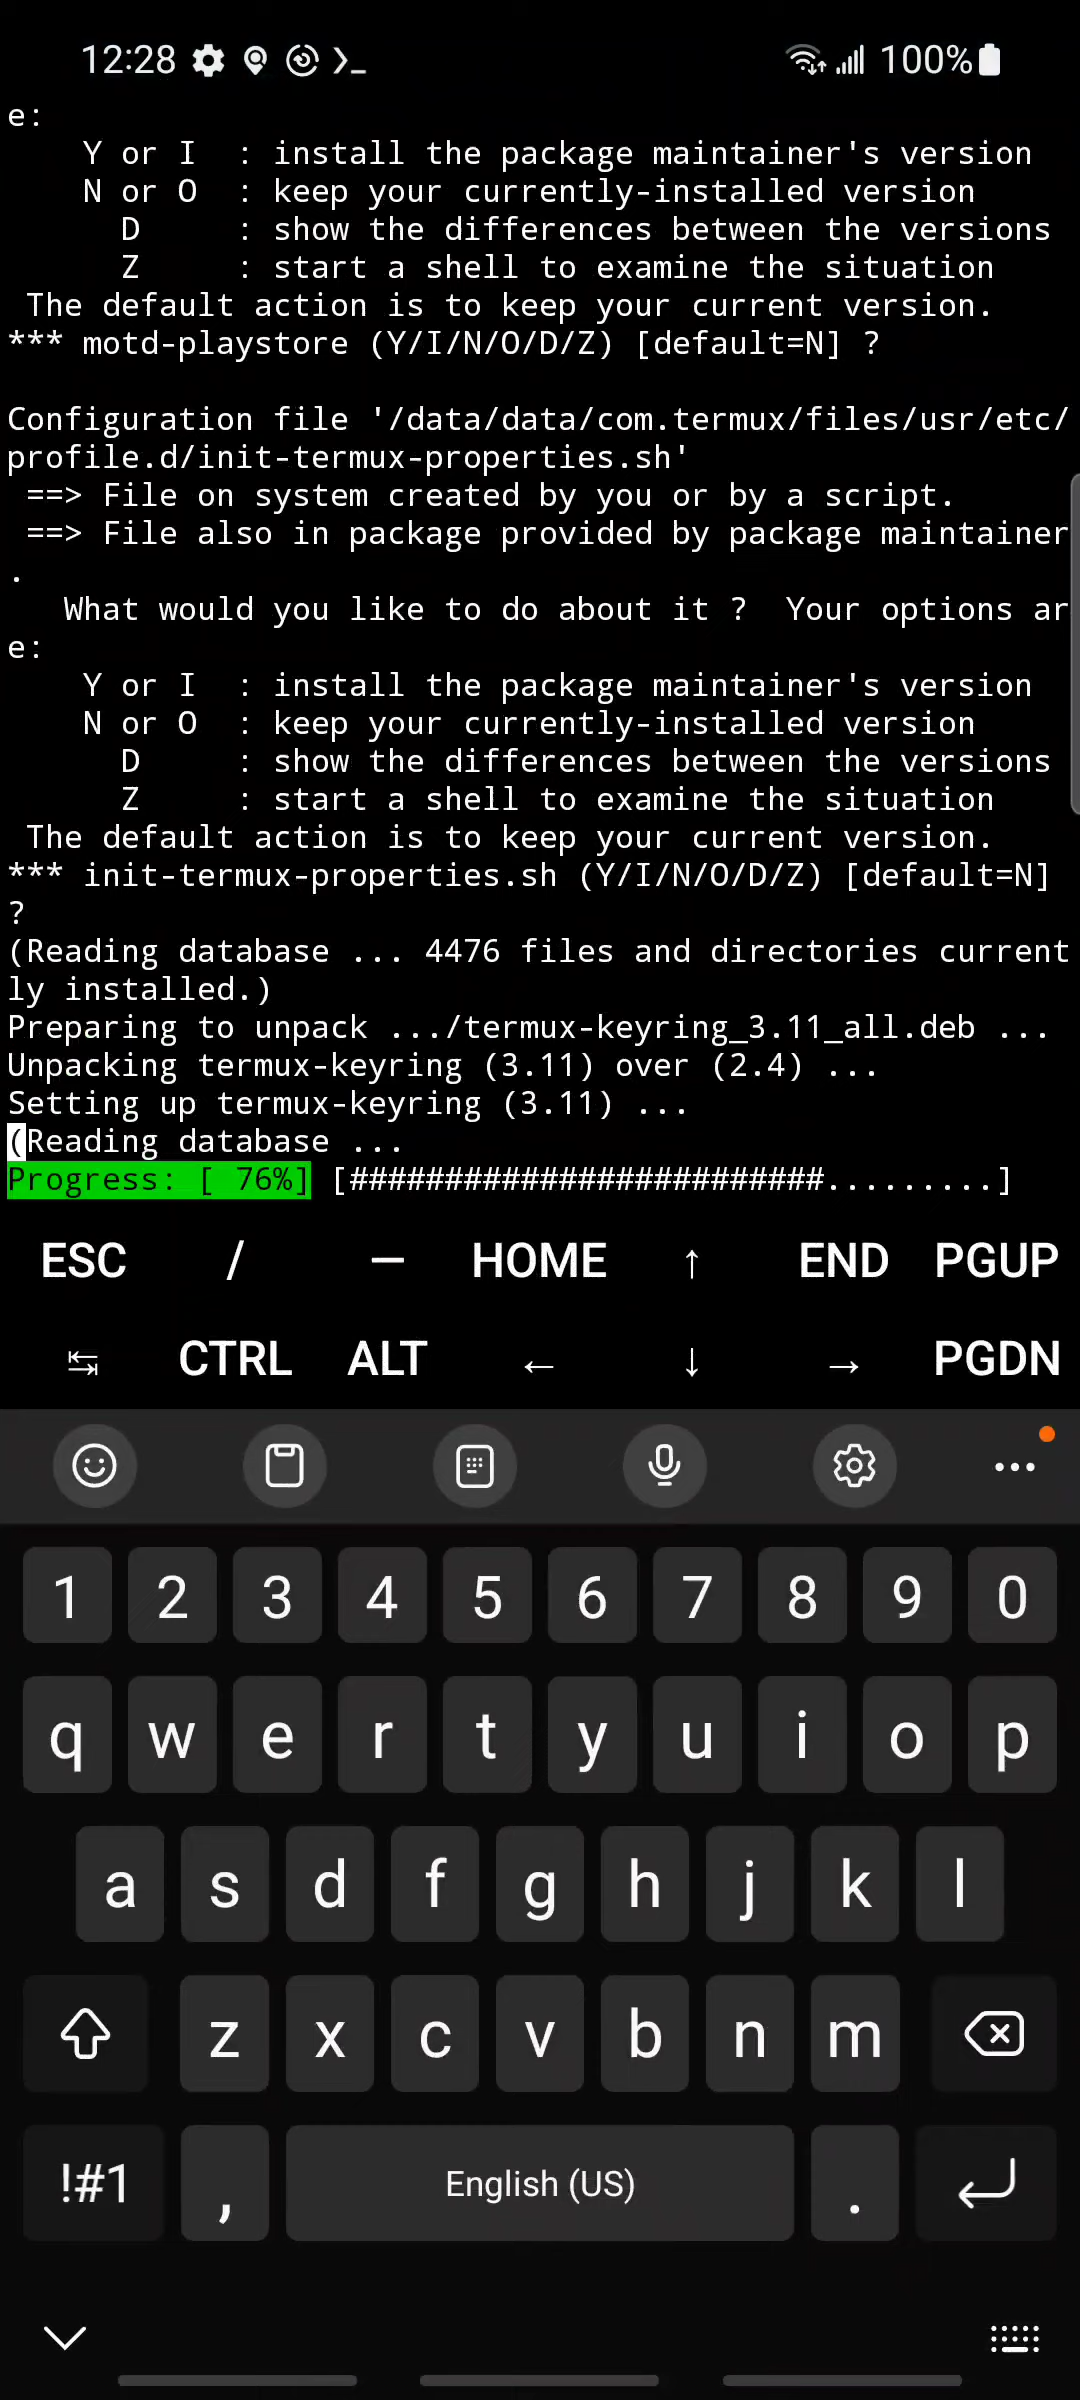 12:28 100%
e:
    Y or I  : install the package maintainer's version
    N or O  : keep your currently-installed version
      D     : show the differences between the versions
      Z     : start a shell to examine the situation
 The default action is to keep your current version.
*** motd-playstore (Y/I/N/O/D/Z) [default=N] ?

Configuration file '/data/data/com.termux/files/usr/etc/
profile.d/init-termux-properties.sh'
 ==> File on system created by you or by a script.
 ==> File also in package provided by package maintainer
.
   What would you like to do about it ?  Your options ar
e:
    Y or I  : install the package maintainer's version
    N or O  : keep your currently-installed version
      D     : show the differences between the versions
      Z     : start a shell to examine the situation
 The default action is to keep your current version.
*** init-termux-properties.sh (Y/I/N/O/D/Z) [default=N]
?
(Reading database ... 4476 files and directories current
ly installed.)
Preparing to unpack .../termux-keyring_3.11_all.deb ...
Unpacking termux-keyring (3.11) over (2.4) ...
Setting up termux-keyring (3.11) ...
(Reading database ...
Progress: [ 76%] [#########################.........]
ESC / — HOME ↑ END PGUP
↹ CTRL ALT ← ↓ → PGDN
1 2 3 4 5 6 7 8 9 0
q w e r t y u i o p
a s d f g h j k l
z x c v b n m
!#1 , English (US) .